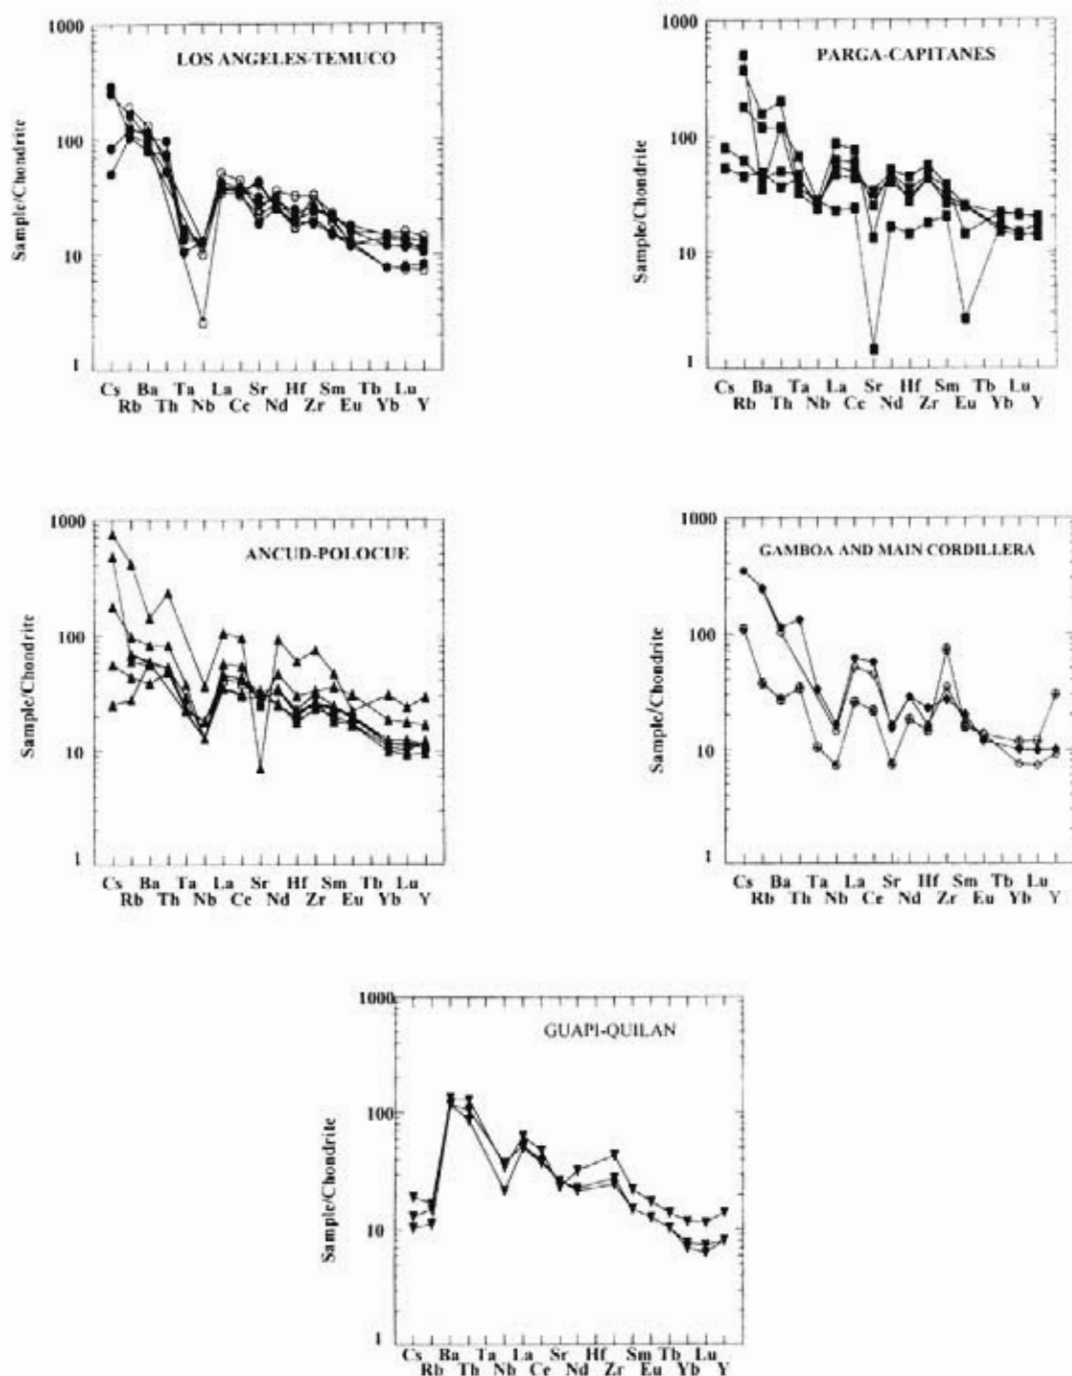 LOS ANGELES-TEMUCO
Sample/Chondrite
1000
100
10
1
Cs Ba Ta La Sr Hf Sm Tb Lu
Rb Th Nb Ce Nd Zr Eu Yb Y
PARGA-CAPITANES
Sample/Chondrite
1000
100
10
1
Cs Ba Ta La Sr Hf Sm Tb Lu
Rb Th Nb Ce Nd Zr Eu Yb Y
ANCUD-POLOCUE
Sample/Chondrite
1000
100
10
1
Cs Ba Ta La Sr Hf Sm Tb Lu
Rb Th Nb Ce Nd Zr Eu Yb Y
GAMBOA AND MAIN CORDILLERA
Sample/Chondrite
1000
100
10
1
Cs Ba Ta La Sr Hf Sm Tb Lu
Rb Th Nb Ce Nd Zr Eu Yb Y
GUAPI-QUILAN
Sample/Chondrite
1000
100
10
1
Cs Ba Ta La Sr Hf Sm Tb Lu
Rb Th Nb Ce Nd Zr Eu Yb Y